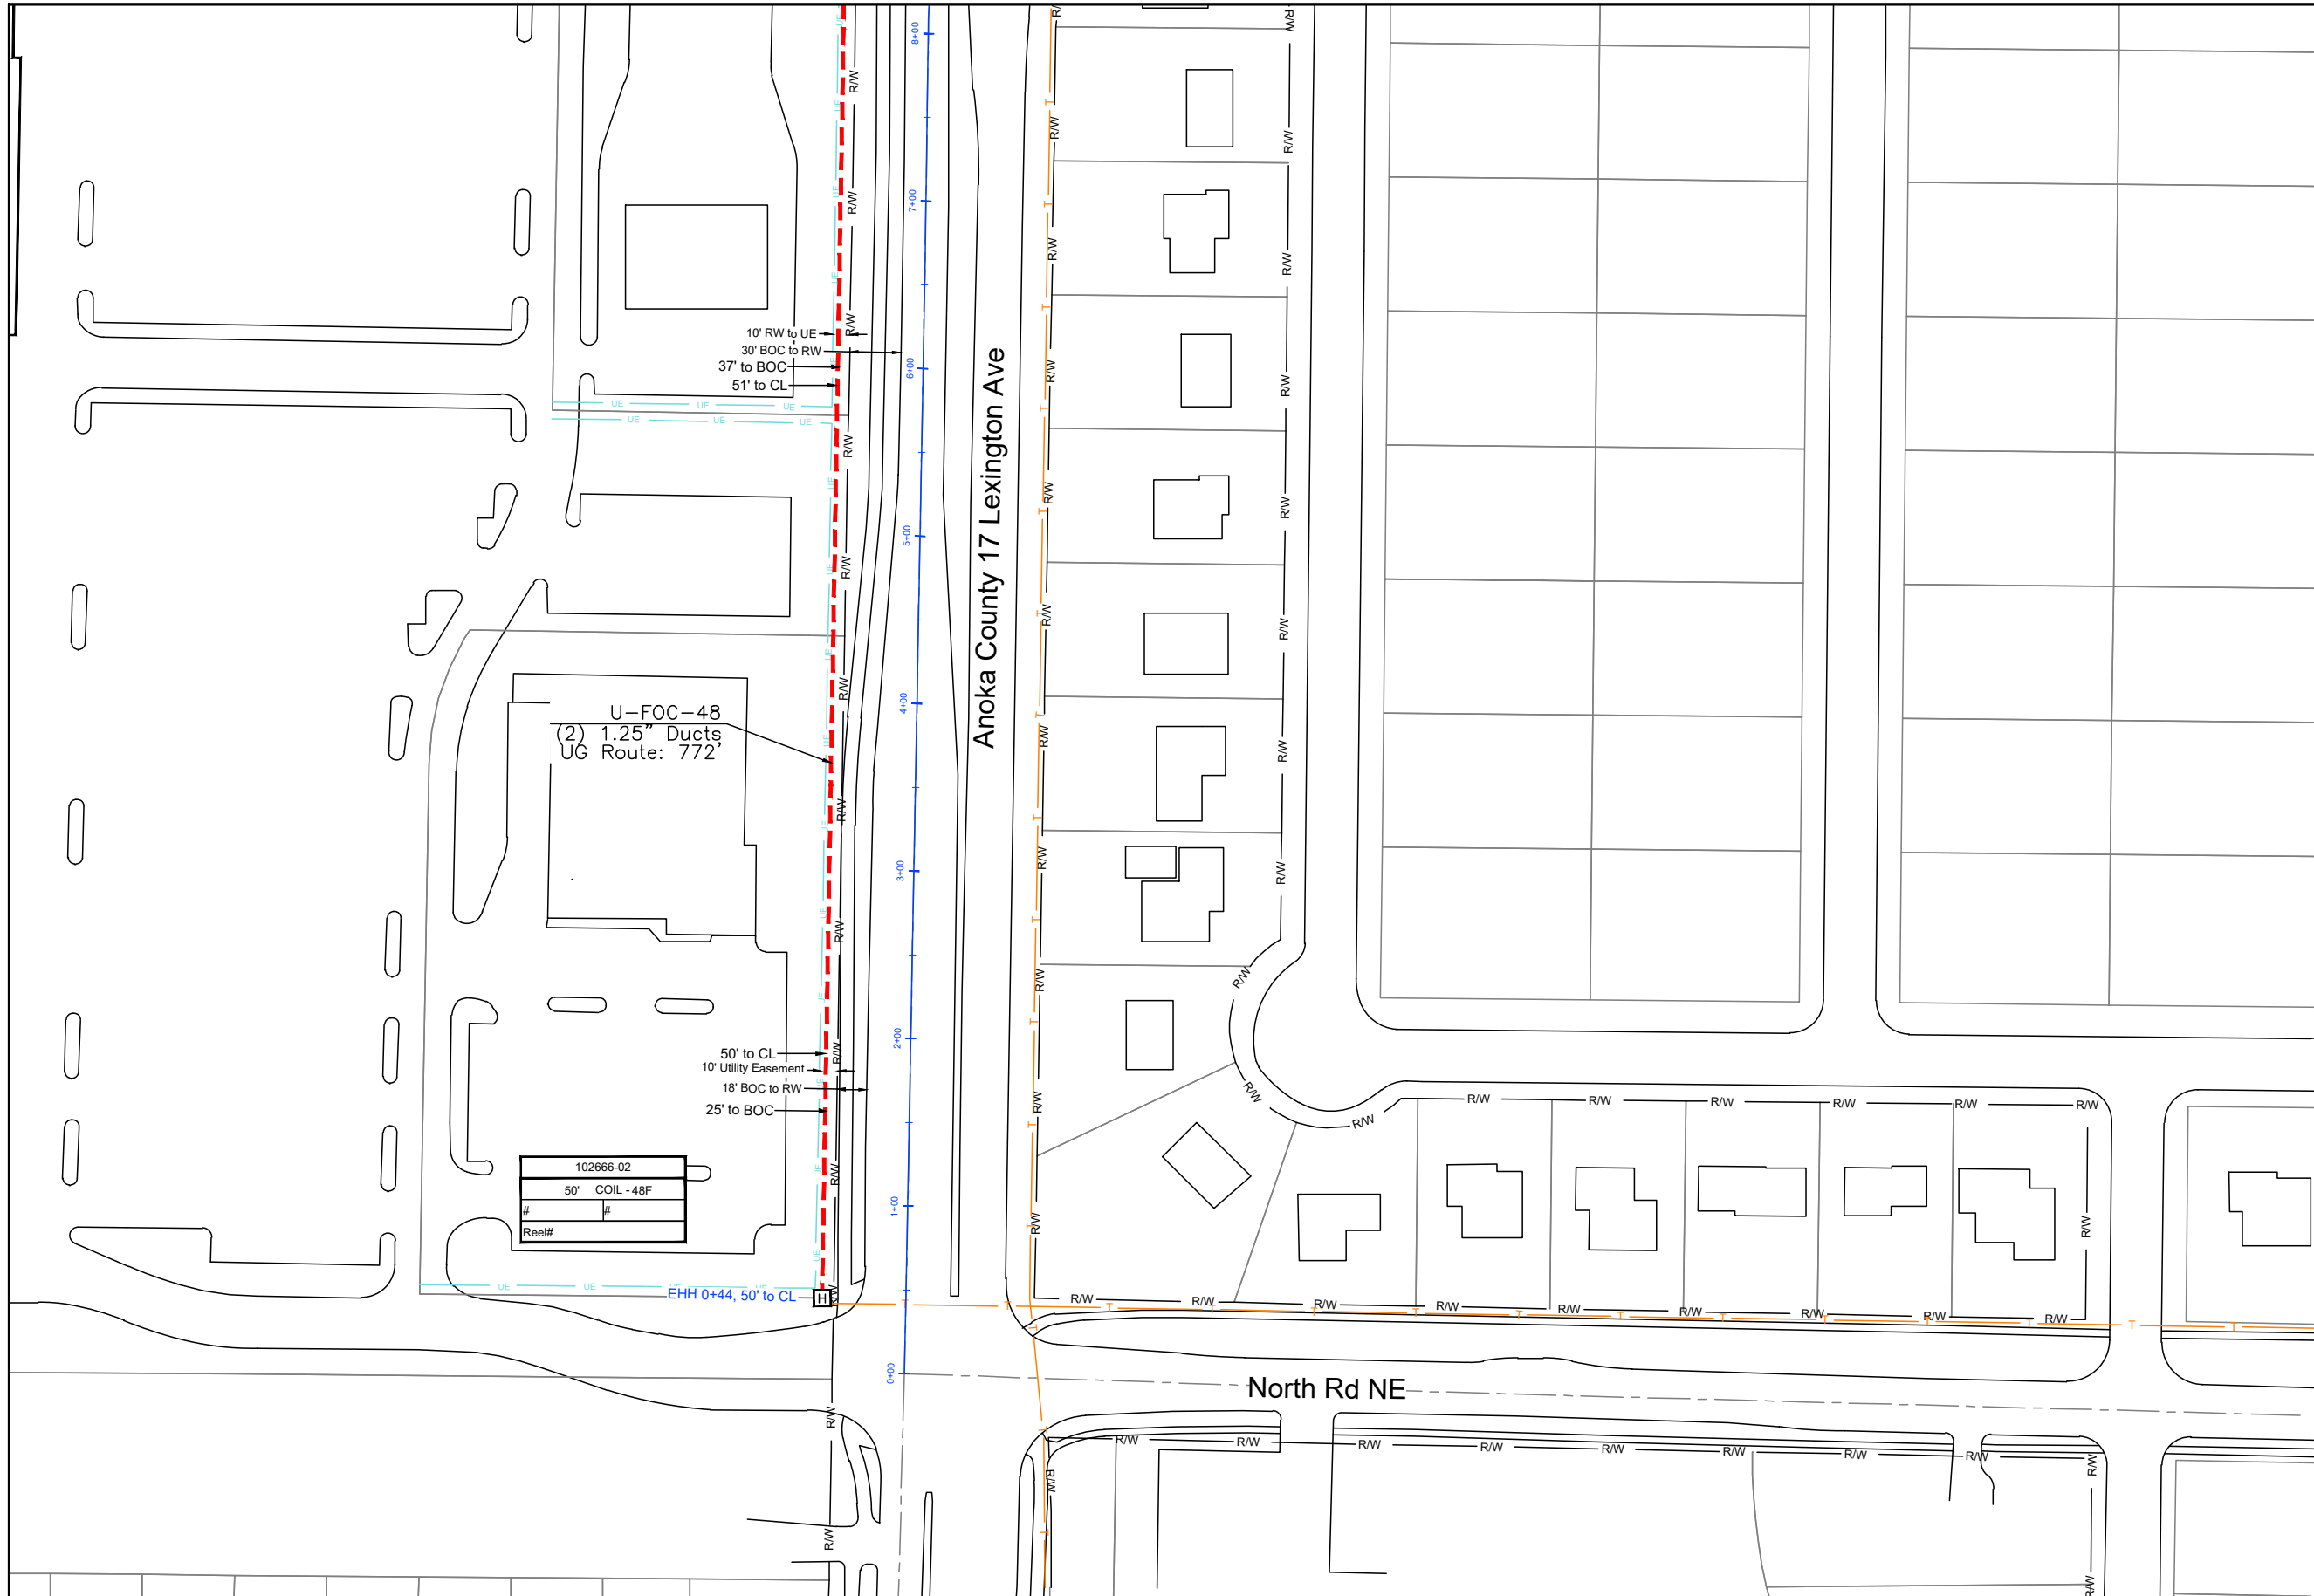 8+00
7+00
10' RW to UE
30' BOC to RW
37' to BOC
51' to CL
6+00
Anoka County 17 Lexington Ave
5+00
4+00
U-FOC-48
(2) 1.25" Ducts
UG Route: 772'
3+00
2+00
50' to CL
10' Utility Easement
18' BOC to RW
25' to BOC
1+00
102666-02
50' COIL - 48F
# #
Reel#
EHH 0+44, 50' to CL
H
0+00
North Rd NE
R/W
UE
T